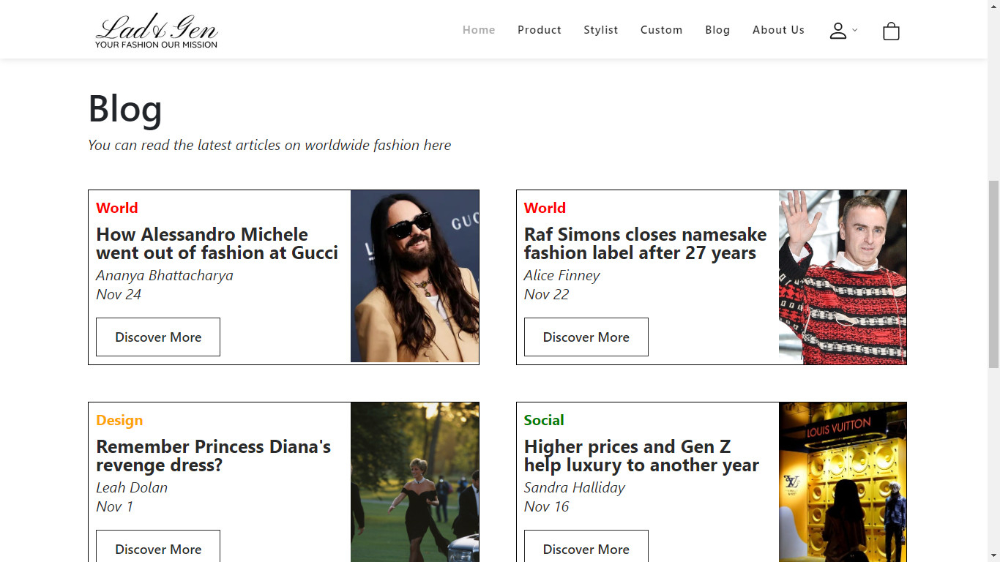 Lad & Gen
YOUR FASHION OUR MISSION
Home Product Stylist Custom Blog About Us
Blog
You can read the latest articles on worldwide fashion here
World
How Alessandro Michele
went out of fashion at Gucci
Ananya Bhattacharya
Nov 24
Discover More
GUC
World
Raf Simons closes namesake
fashion label after 27 years
Alice Finney
Nov 22
Discover More
Design
Remember Princess Diana's
revenge dress?
Leah Dolan
Nov 1
Discover More
Social
Higher prices and Gen Z
help luxury to another year
Sandra Halliday
Nov 16
Discover More
LOUIS VUITTON